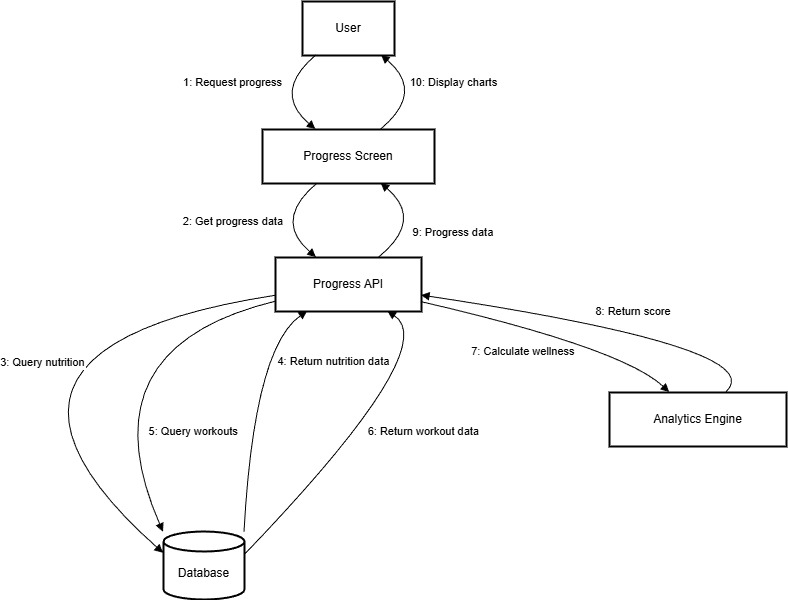 User
1: Request progress
10: Display charts
Progress Screen
2: Get progress data
9: Progress data
Progress API
8: Return score
7: Calculate wellness
3: Query nutrition
4: Return nutrition data
Analytics Engine
5: Query workouts
6: Return workout data
Database